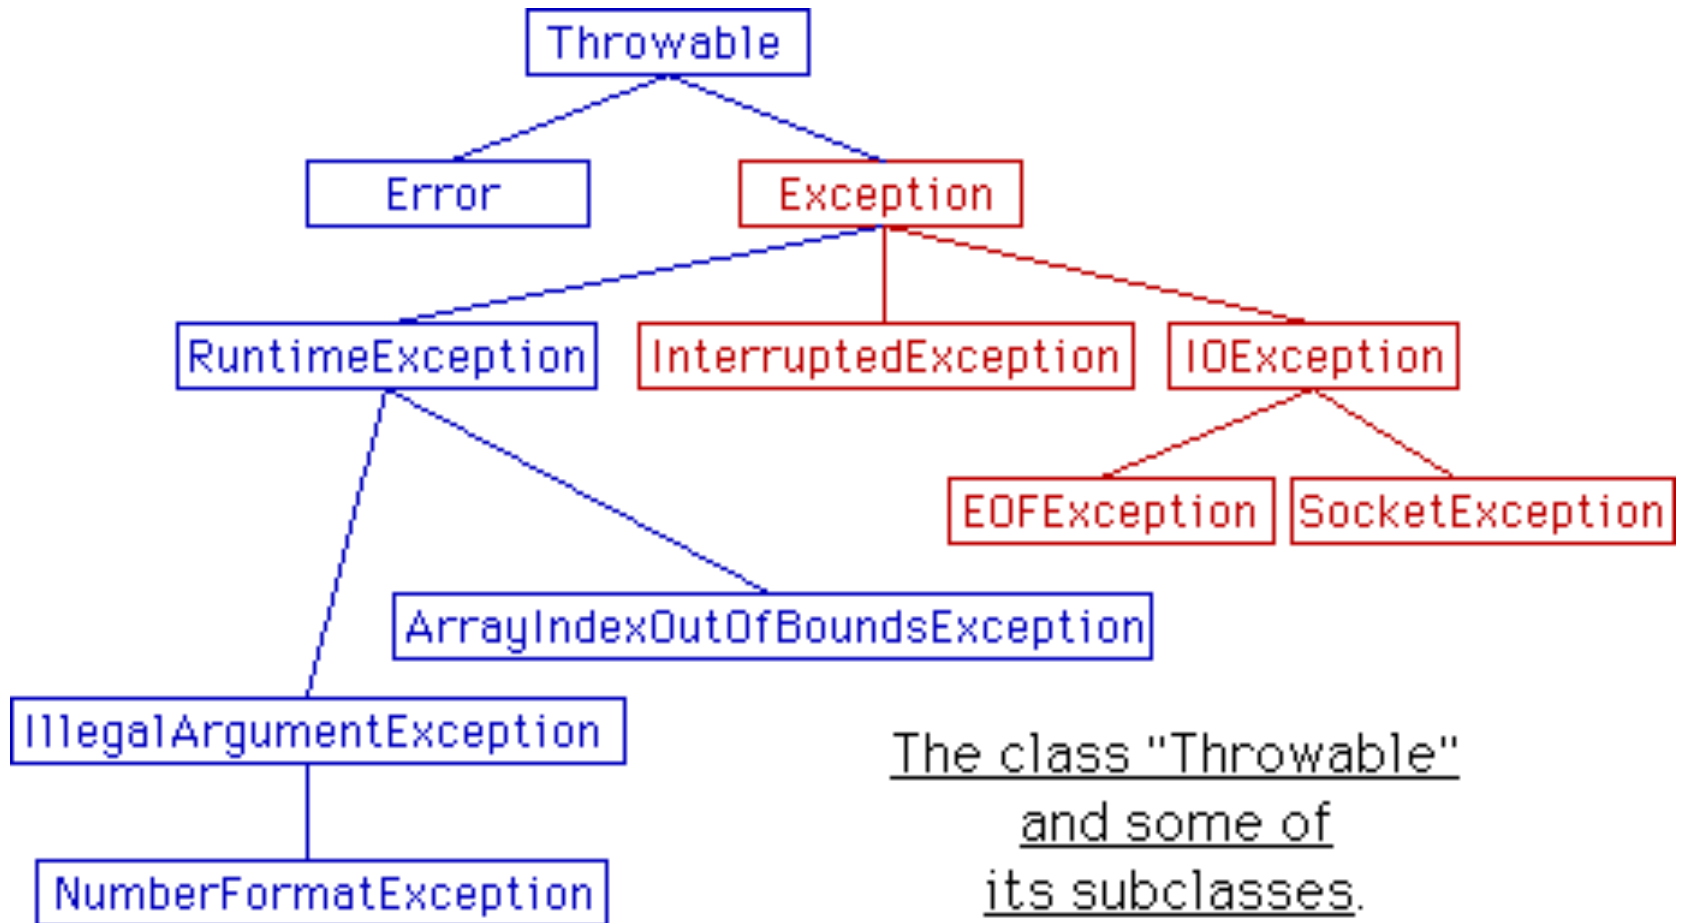 Throwable
Error
Exception
RuntimeException
InterruptedException
IOException
EOFException
SocketException
ArrayIndexOutOfBoundsException
IllegalArgumentException
The class "Throwable"
and some of
its subclasses.
NumberFormatException